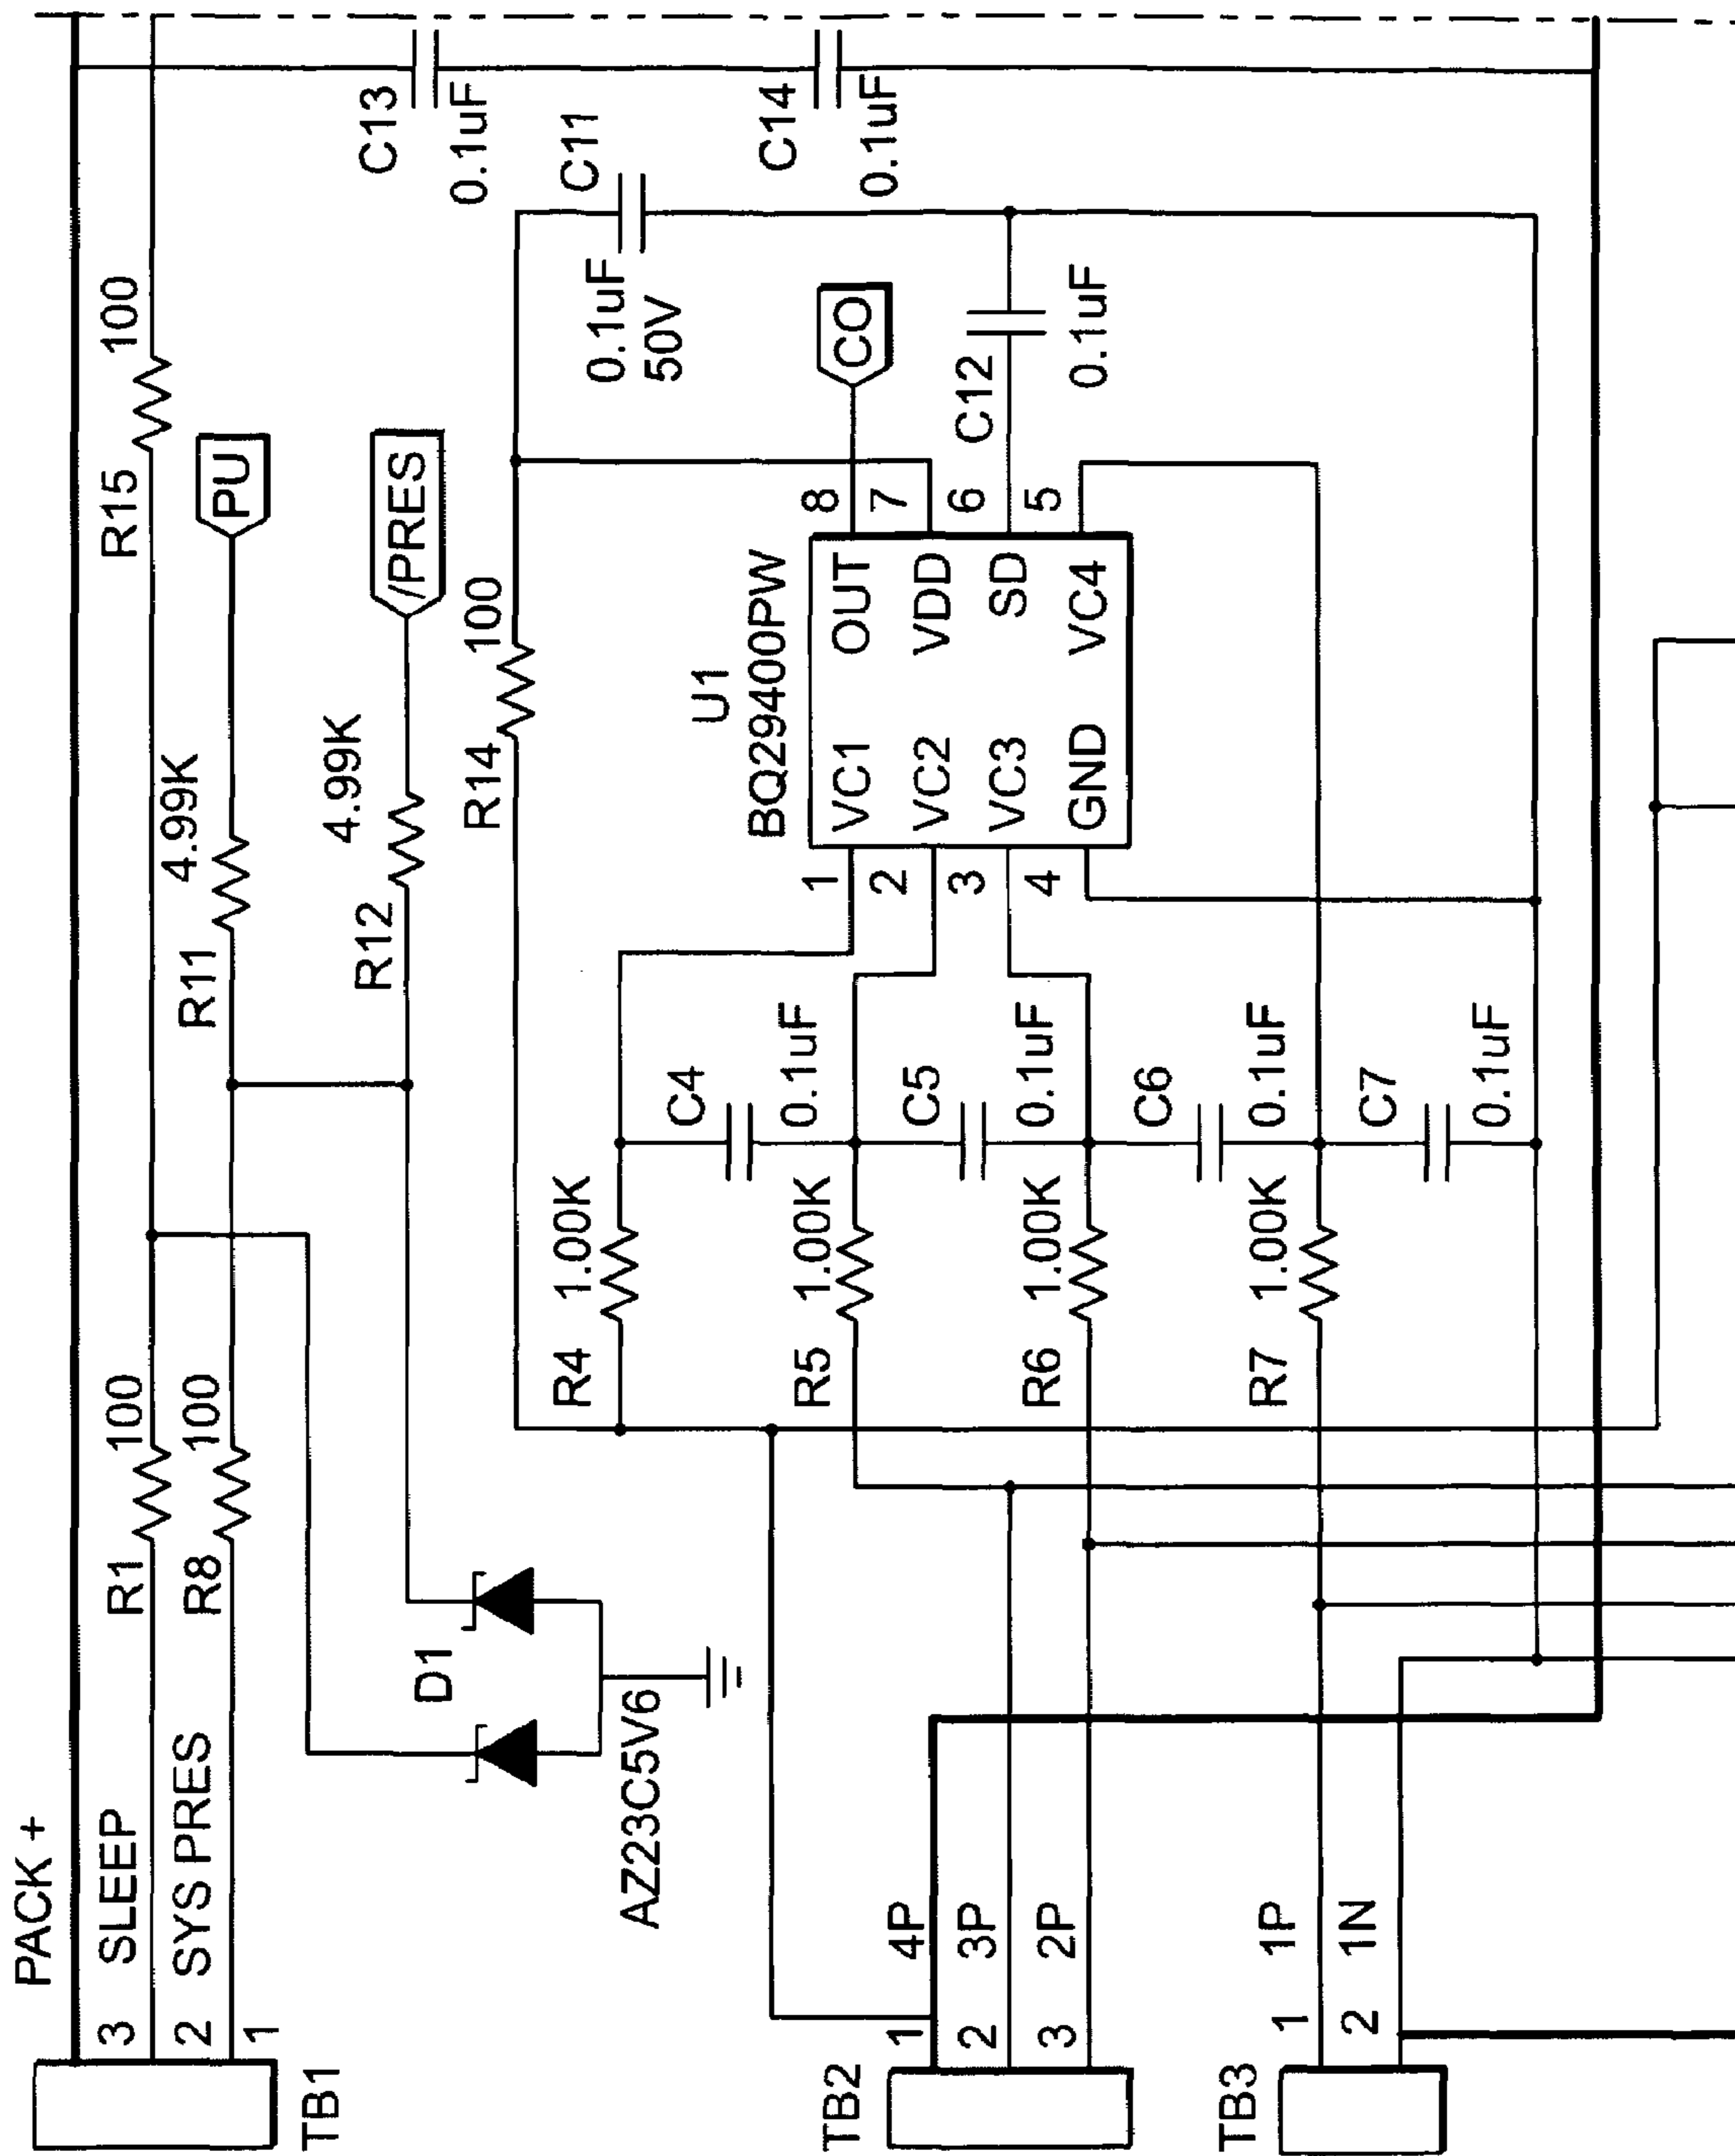 PACK +
3 SLEEP
2 SYS PRES
1
TB1
R1 100
R8 100
R15 100
R11 4.99K
PU
R12 4.99K
/PRES
D1
AZ23C5V6
C13
0.1uF
C14
0.1uF
R14 100
C11
0.1uF
50V
CO
C12
0.1uF
U1
BQ29400PW
VC1 OUT
VC2 VDD
VC3 SD
GND VC4
1 8
2 7
3 6
4 5
R4 1.00K
C4
0.1uF
R5 1.00K
C5
0.1uF
R6 1.00K
C6
0.1uF
R7 1.00K
C7
0.1uF
TB2
1 4P
2 3P
3 2P
TB3
1 1P
2 1N